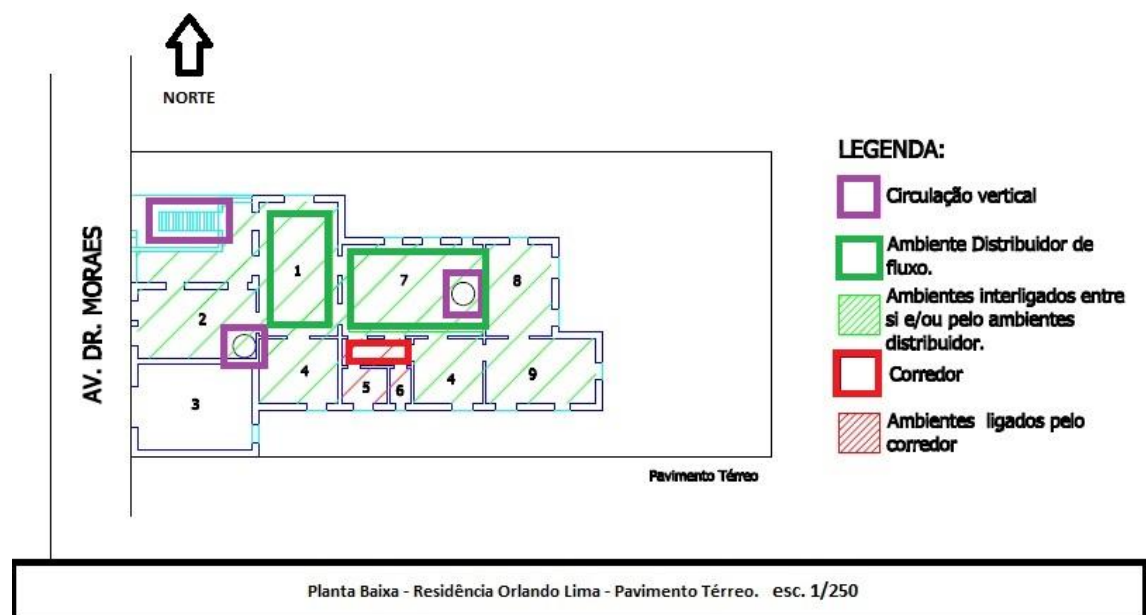 NORTE
AV. DR. MORAES
1
2
3
4
5
6
7
8
4
9
Pavimento Térreo
LEGENDA:
Circulação vertical
Ambiente Distribuidor de
fluxo.
Ambientes interligados entre
si e/ou pelo ambientes
distribuidor.
Corredor
Ambientes ligados pelo
corredor
Planta Baixa - Residência Orlando Lima - Pavimento Térreo. esc. 1/250